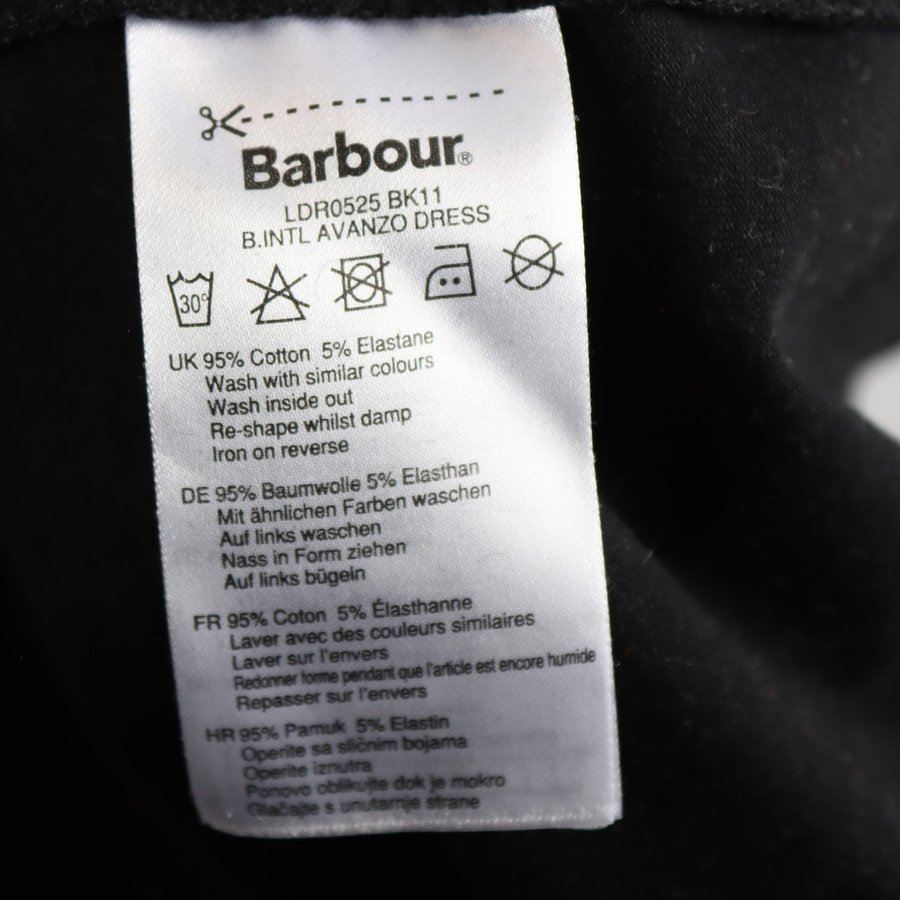 Barbour®
LDR0525 BK11
B.INTL AVANZO DRESS
30°
UK 95% Cotton 5% Elastane
Wash with similar colours
Wash inside out
Re-shape whilst damp
Iron on reverse
DE 95% Baumwolle 5% Elasthan
Mit ähnlichen Farben waschen
Auf links waschen
Nass in Form ziehen
Auf links bügeln
FR 95% Coton 5% Élasthanne
Laver avec des couleurs similaires
Laver sur l'envers
Redonner forme pendant que l'article est encore humide
Repasser sur l'envers
HR 95% Pamuk 5% Elastin
Operite sa sličnim bojama
Operite iznutra
Ponovo oblikujte dok je mokro
Glačajte s unutarnje strane